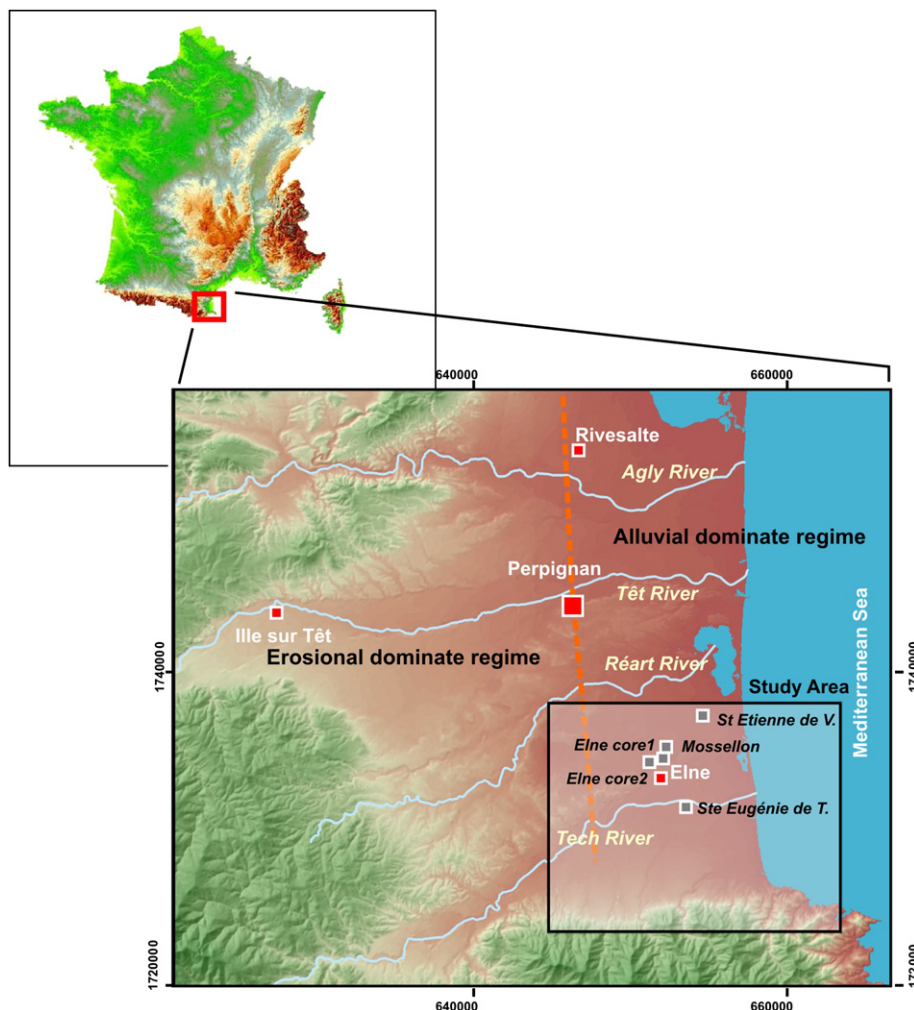 640000
660000
Rivesalte
Agly River
Alluvial dominate regime
Perpignan
Têt River
Ille sur Têt
Erosional dominate regime
Réart River
Mediterranean Sea
1740000
1740000
Study Area
St Etienne de V.
Elne core1
Mossellon
Elne core2
Elne
Ste Eugénie de T.
Tech River
1720000
640000
660000